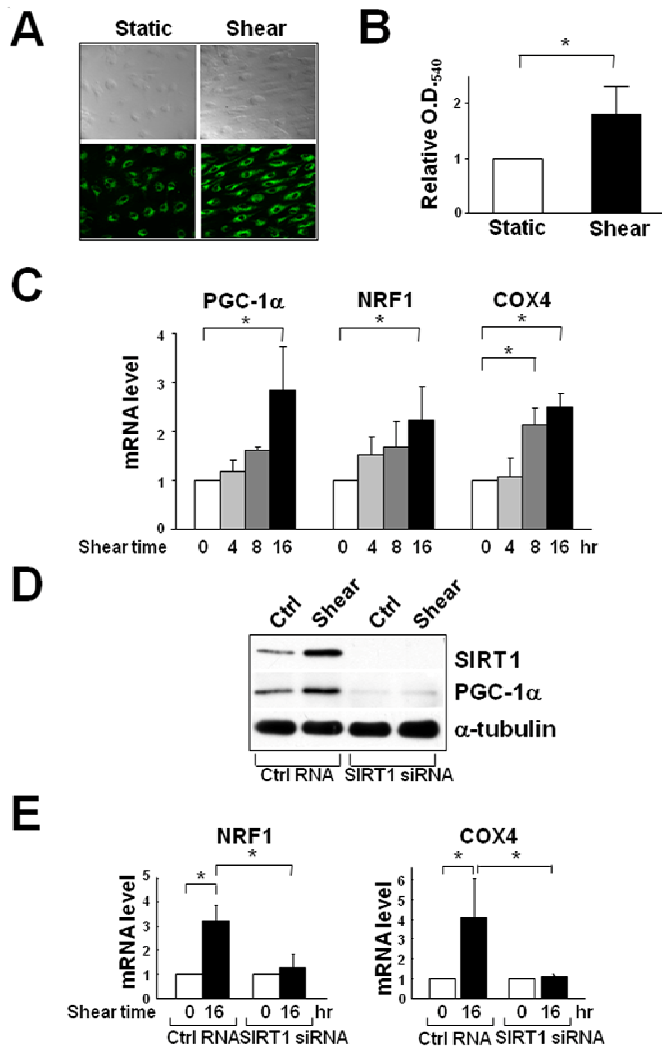 A
Static Shear
B
*
Relative O.D.540
2
1
0
Static Shear
C
PGC-1α NRF1 COX4
* * *
*
mRNA level
4
3
2
1
0
Shear time 0 4 8 16 0 4 8 16 0 4 8 16 hr
D
Ctrl Shear Ctrl Shear
SIRT1
PGC-1α
α-tubulin
Ctrl RNA SIRT1 siRNA
E
NRF1
*
*
mRNA level
5
4
3
2
1
0
Shear time 0 16 0 16 hr
Ctrl RNA SIRT1 siRNA
COX4
* *
mRNA level
6
5
4
3
2
1
0
0 16 0 16 hr
Ctrl RNA SIRT1 siRNA